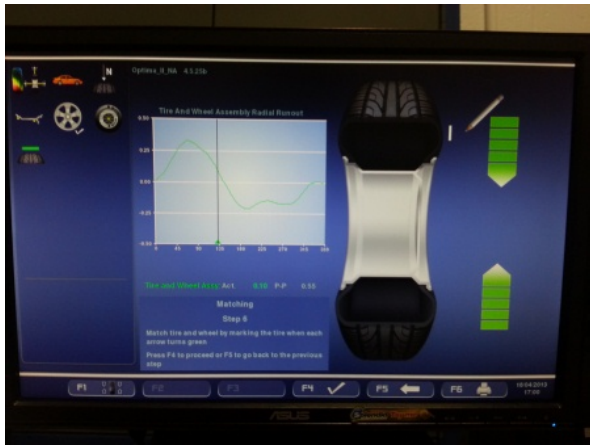 N
Optima_II_NA 4.3.25b
Tire And Wheel Assembly Radial Runout
0.50
0.25
0.00
-0.25
-0.50
0 45 90 135 180 225 270 315 360
Tire and Wheel Assy Act. 0.10 P-P 0.55
Matching
Step 6
Match tire and wheel by marking the tire when each
arrow turns green
Press F4 to proceed or F5 to go back to the previous
step
F1 F2 F3 F4 F5 F6
17:00
ASUS